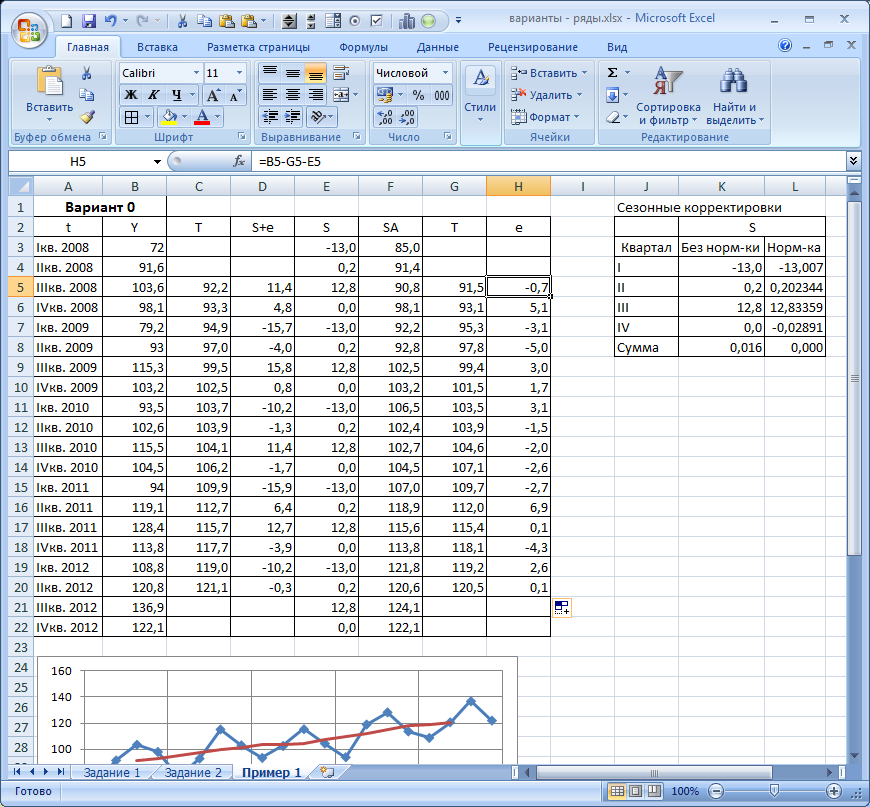 варианты - ряды.xlsx - Microsoft Excel
Главная Вставка Разметка страницы Формулы Данные Рецензирование Вид
Вставить
Calibri 11
Ж К Ч
Числовой
% 000
Стили
Вставить
Удалить
Формат
Сортировка и фильтр
Найти и выделить
Буфер обмена Шрифт Выравнивание Число Ячейки Редактирование
H5 fx =B5-G5-E5
A B C D E F G H I J K L
1 Вариант 0 Сезонные корректировки
2 t Y T S+e S SA T e S
3 Iкв. 2008 72 -13,0 85,0 Квартал Без норм-ки Норм-ка
4 IIкв. 2008 91,6 0,2 91,4 I -13,0 -13,007
5 IIIкв. 2008 103,6 92,2 11,4 12,8 90,8 91,5 -0,7 II 0,2 0,202344
6 IVкв. 2008 98,1 93,3 4,8 0,0 98,1 93,1 5,1 III 12,8 12,83359
7 Iкв. 2009 79,2 94,9 -15,7 -13,0 92,2 95,3 -3,1 IV 0,0 -0,02891
8 IIкв. 2009 93 97,0 -4,0 0,2 92,8 97,8 -5,0 Сумма 0,016 0,000
9 IIIкв. 2009 115,3 99,5 15,8 12,8 102,5 99,4 3,0
10 IVкв. 2009 103,2 102,5 0,8 0,0 103,2 101,5 1,7
11 Iкв. 2010 93,5 103,7 -10,2 -13,0 106,5 103,5 3,1
12 IIкв. 2010 102,6 103,9 -1,3 0,2 102,4 103,9 -1,5
13 IIIкв. 2010 115,5 104,1 11,4 12,8 102,7 104,6 -2,0
14 IVкв. 2010 104,5 106,2 -1,7 0,0 104,5 107,1 -2,6
15 Iкв. 2011 94 109,9 -15,9 -13,0 107,0 109,7 -2,7
16 IIкв. 2011 119,1 112,7 6,4 0,2 118,9 112,0 6,9
17 IIIкв. 2011 128,4 115,7 12,7 12,8 115,6 115,4 0,1
18 IVкв. 2011 113,8 117,7 -3,9 0,0 113,8 118,1 -4,3
19 Iкв. 2012 108,8 119,0 -10,2 -13,0 121,8 119,2 2,6
20 IIкв. 2012 120,8 121,1 -0,3 0,2 120,6 120,5 0,1
21 IIIкв. 2012 136,9 12,8 124,1
22 IVкв. 2012 122,1 0,0 122,1
23
24 160
25
26 140
27 120
28 100
Задание 1 Задание 2 Пример 1
Готово 100%